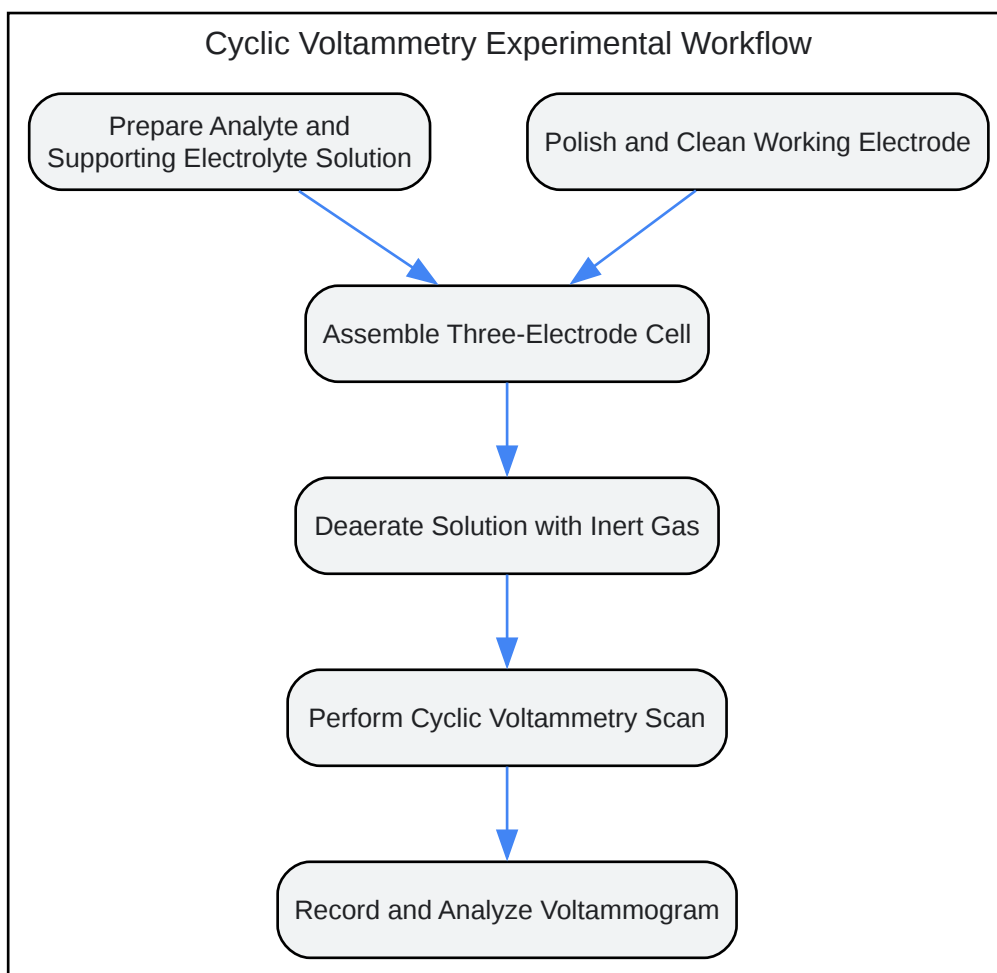 Cyclic Voltammetry Experimental Workflow
Prepare Analyte and
Supporting Electrolyte Solution
Polish and Clean Working Electrode
Assemble Three-Electrode Cell
Deaerate Solution with Inert Gas
Perform Cyclic Voltammetry Scan
Record and Analyze Voltammogram